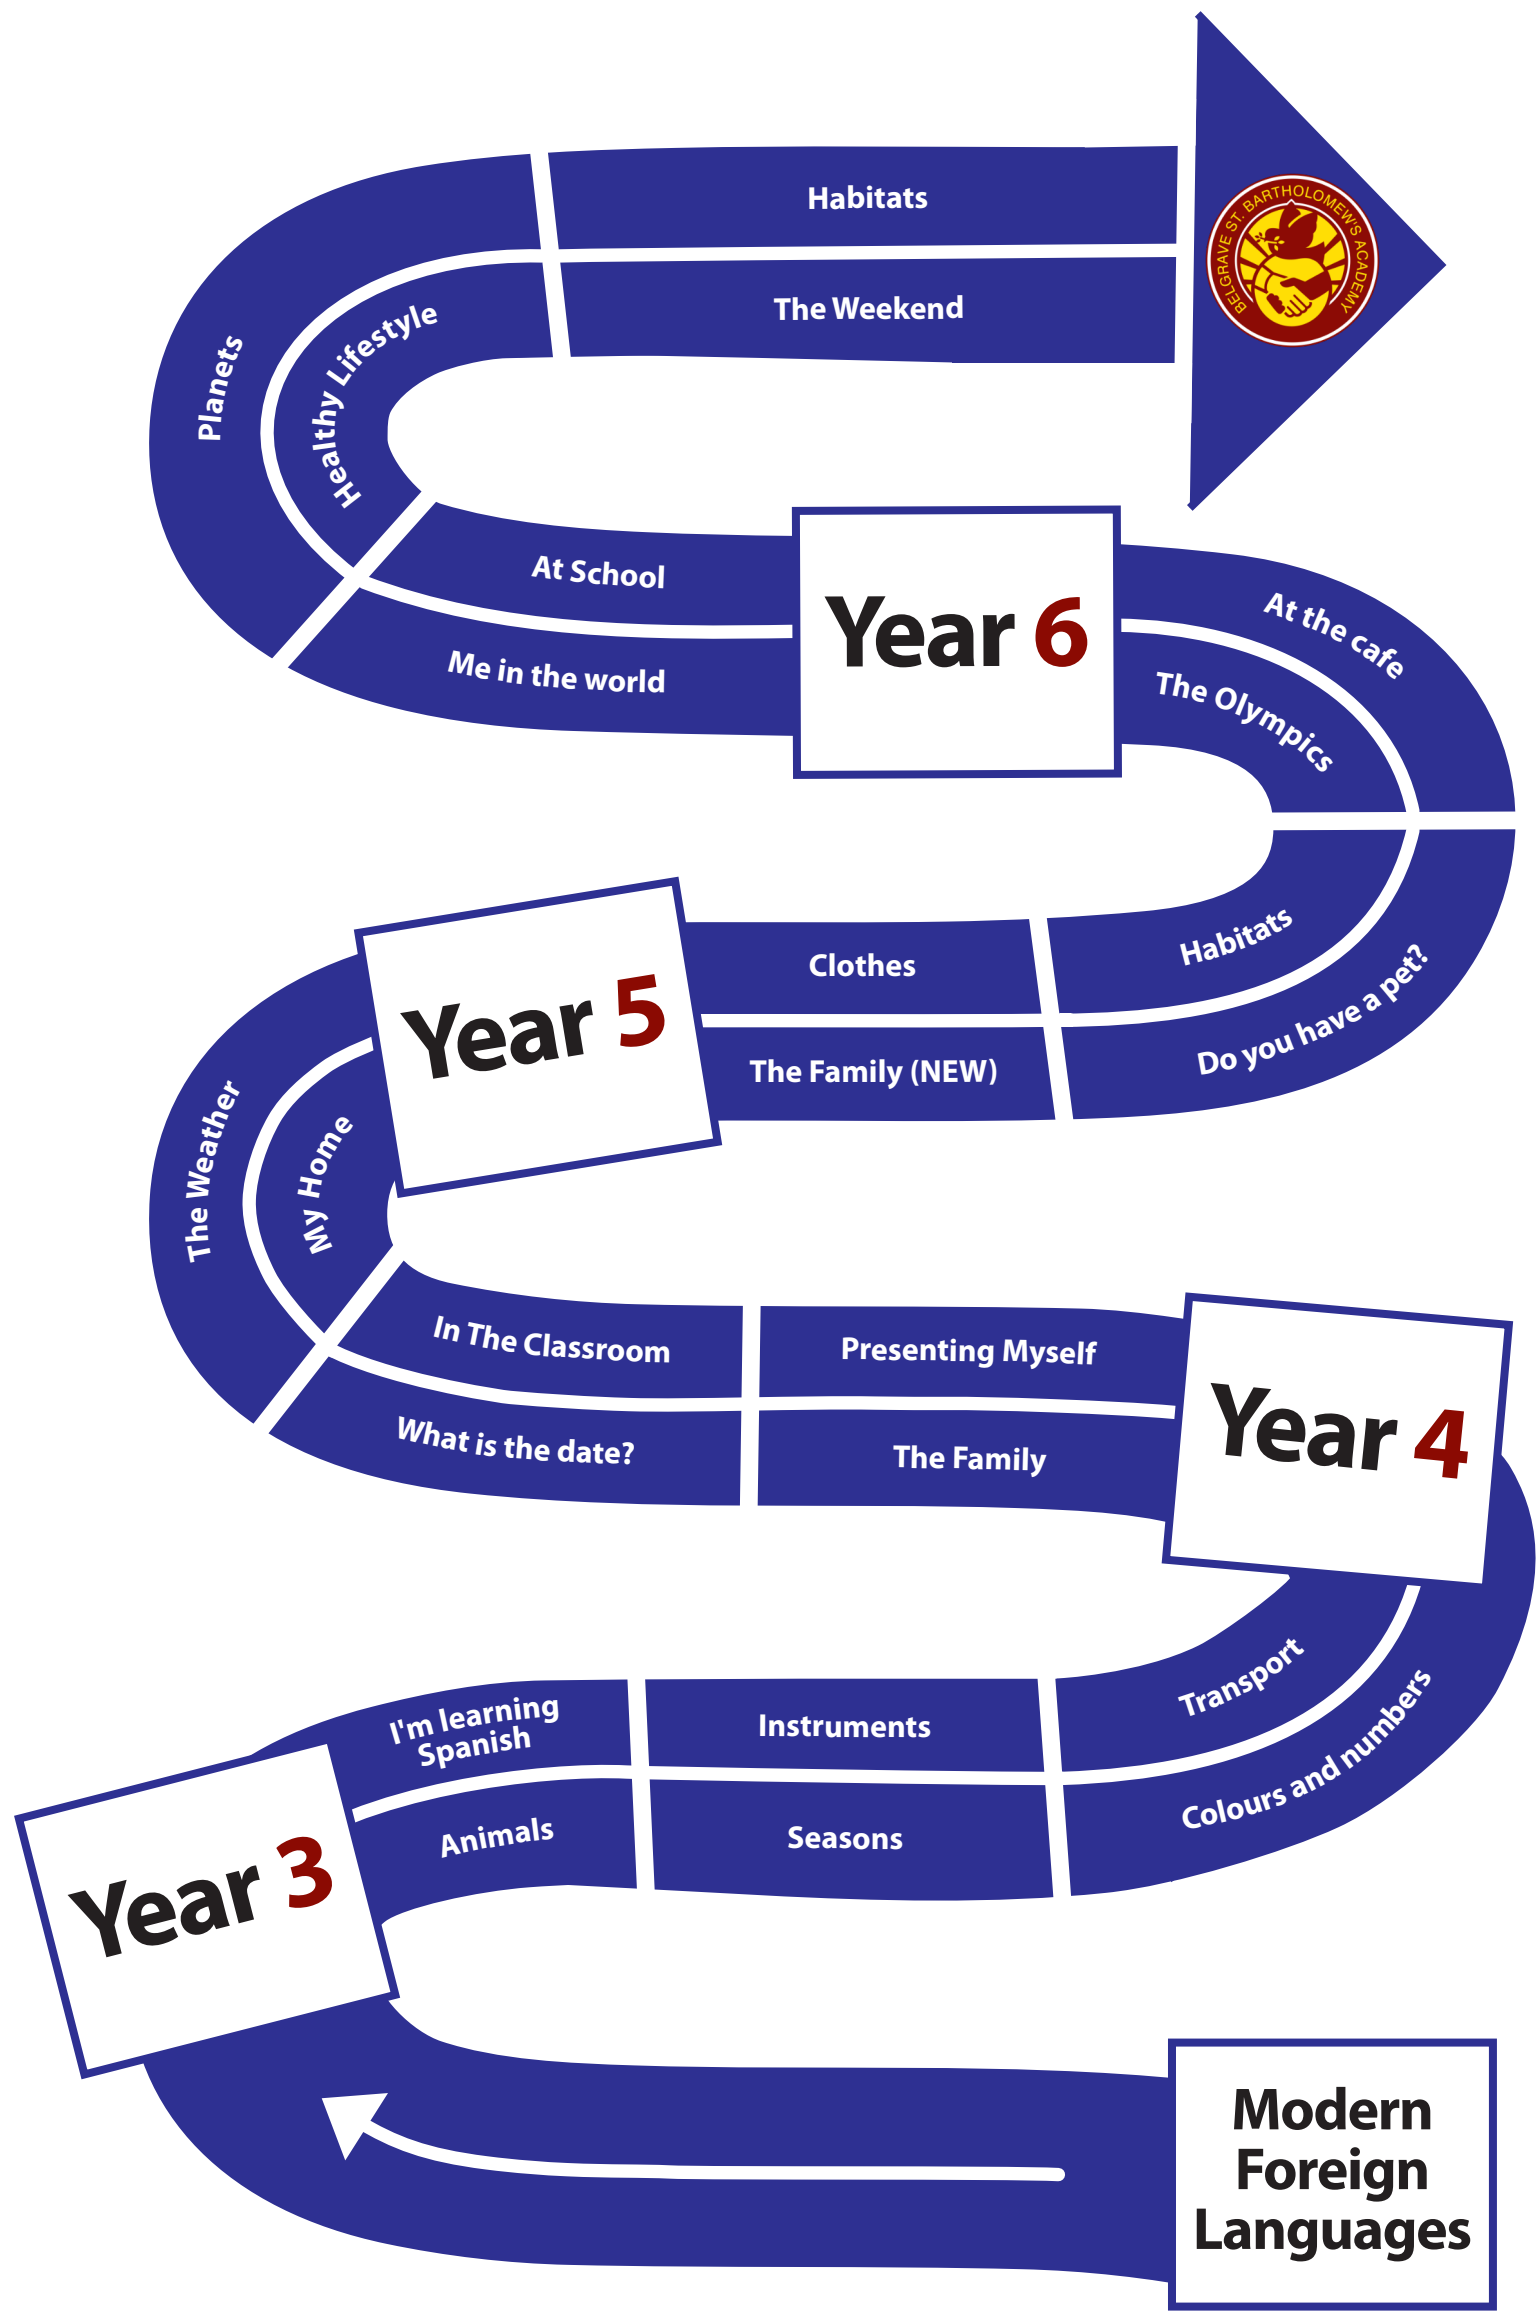 Habitats
The Weekend
BELGRAVE ST. BARTHOLOMEW'S ACADEMY
Planets
Healthy Lifestyle
At School
Me in the world
Year 6
At the cafe
The Olympics
Clothes
The Family (NEW)
Habitats
Do you have a pet?
Year 5
The Weather
My Home
In The Classroom
What is the date?
Presenting Myself
The Family
Year 4
I'm learning
Spanish
Animals
Instruments
Seasons
Transport
Colours and numbers
Year 3
Modern
Foreign
Languages